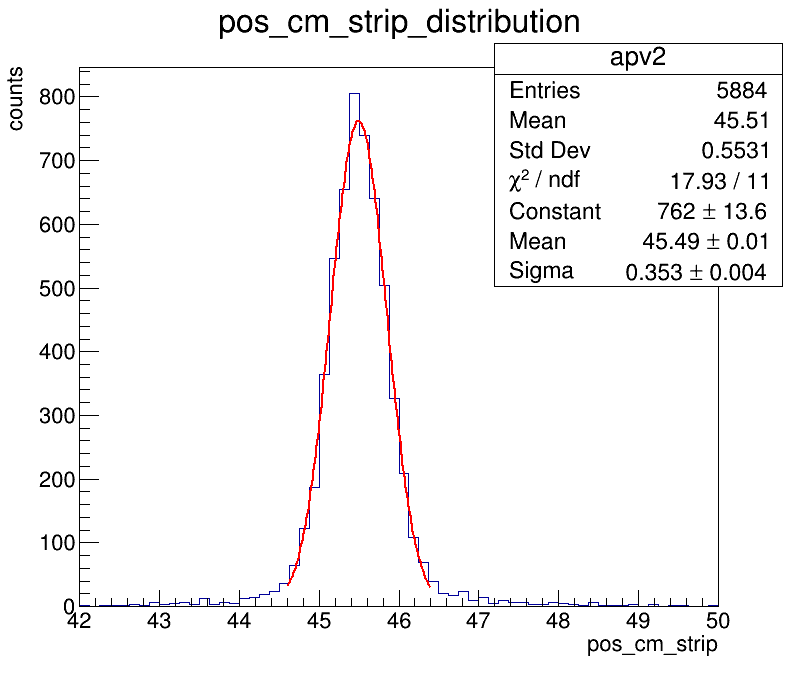 pos_cm_strip_distribution
apv2
Entries 5884
Mean 45.51
Std Dev 0.5531
χ² / ndf 17.93 / 11
Constant 762 ± 13.6
Mean 45.49 ± 0.01
Sigma 0.353 ± 0.004
counts
800
700
600
500
400
300
200
100
0
42 43 44 45 46 47 48 49 50
pos_cm_strip